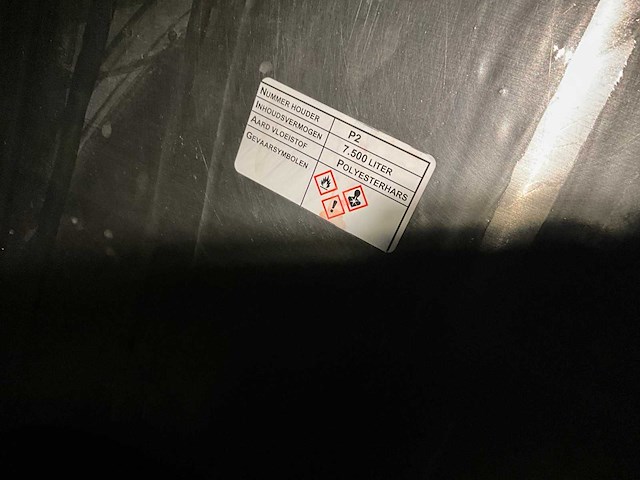 NUMMER HOUDER P2
INHOUDSVERMOGEN 7.500 LITER
AARD VLOEISTOF POLYESTERHARS
GEVAARSYMBOLEN